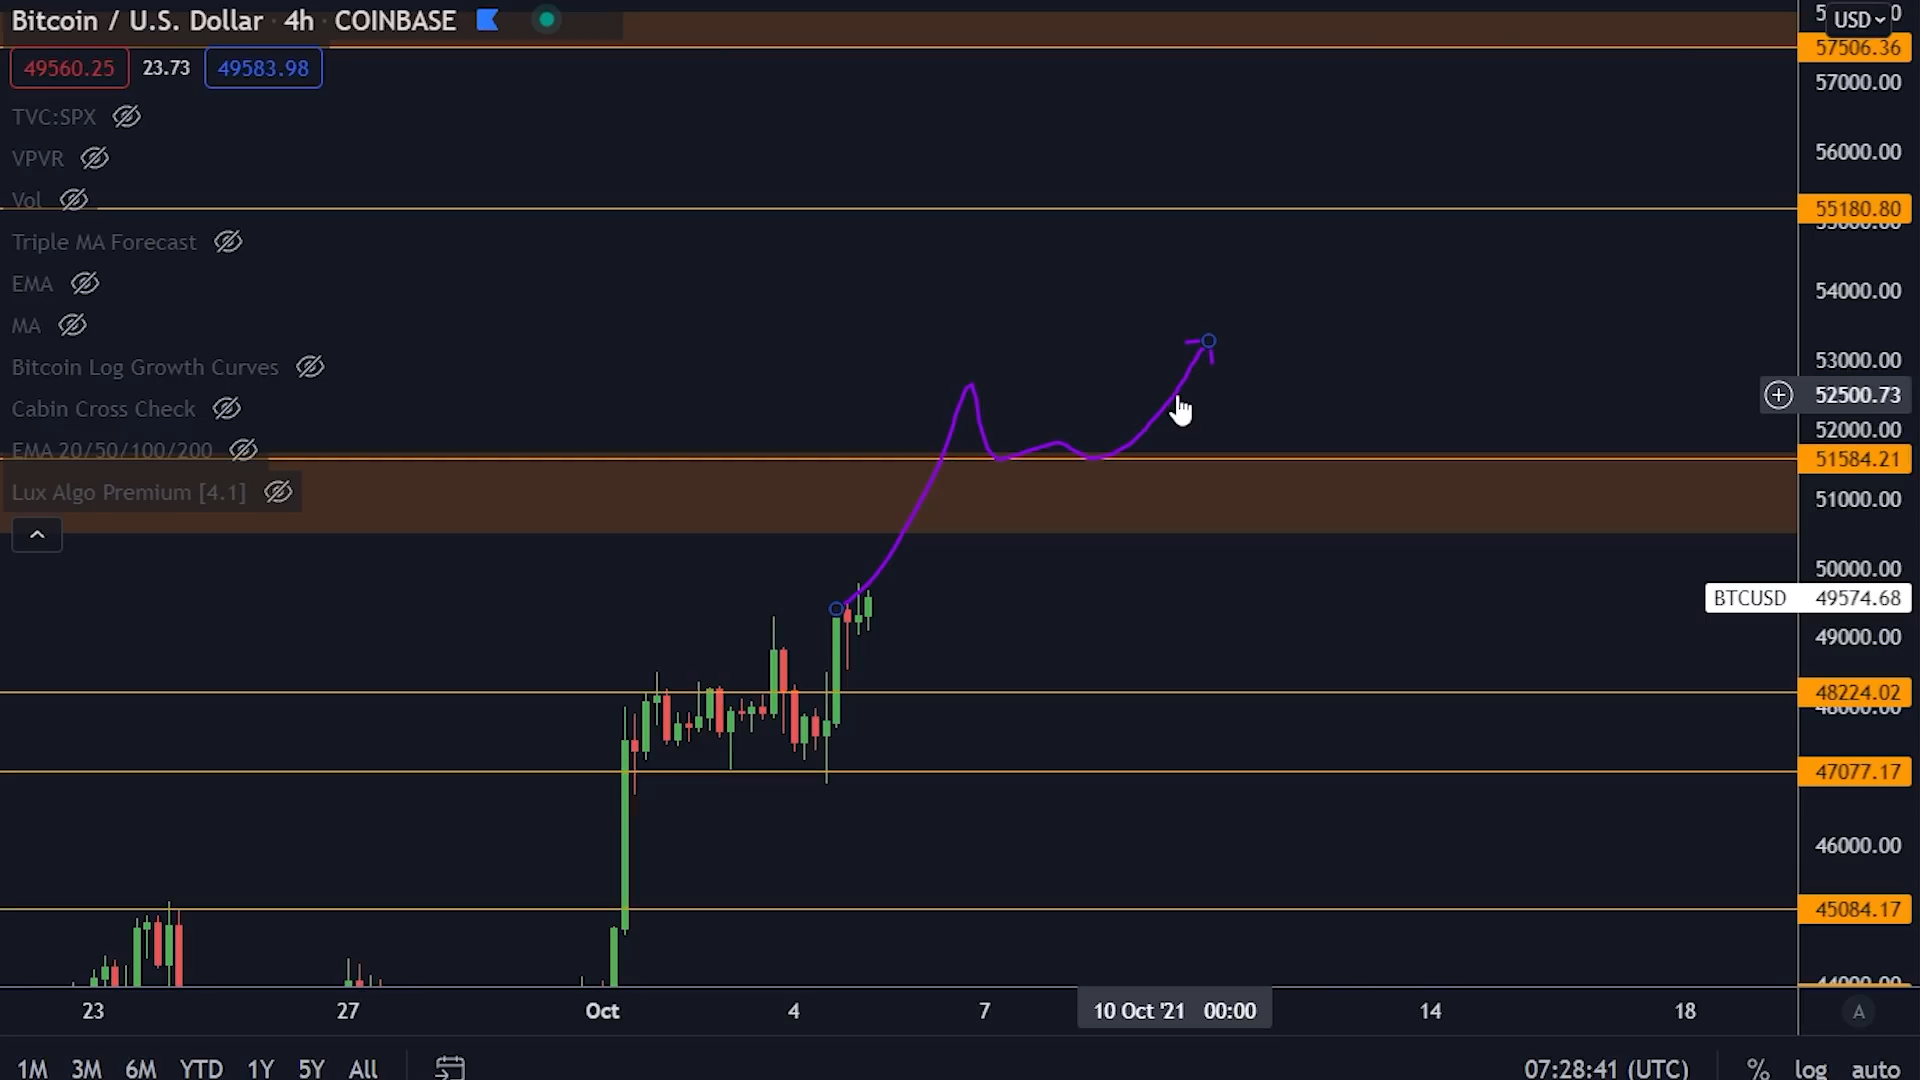 Bitcoin / U.S. Dollar · 4h · COINBASE
USD
57506.36
49560.25 23.73 49583.98
57000.00
TVC:SPX
VPVR
56000.00
Vol
55180.80
Triple MA Forecast
EMA
54000.00
MA
Bitcoin Log Growth Curves
53000.00
Cabin Cross Check
52500.73
52000.00
EMA 20/50/100/200
51584.21
Lux Algo Premium [4.1]
51000.00
50000.00
BTCUSD 49574.68
49000.00
48224.02
48000.00
47077.17
46000.00
45084.17
44000.00
23 27 Oct 4 7 10 Oct '21 00:00 14 18 A
1M 3M 6M YTD 1Y 5Y All 07:28:41 (UTC) % log auto